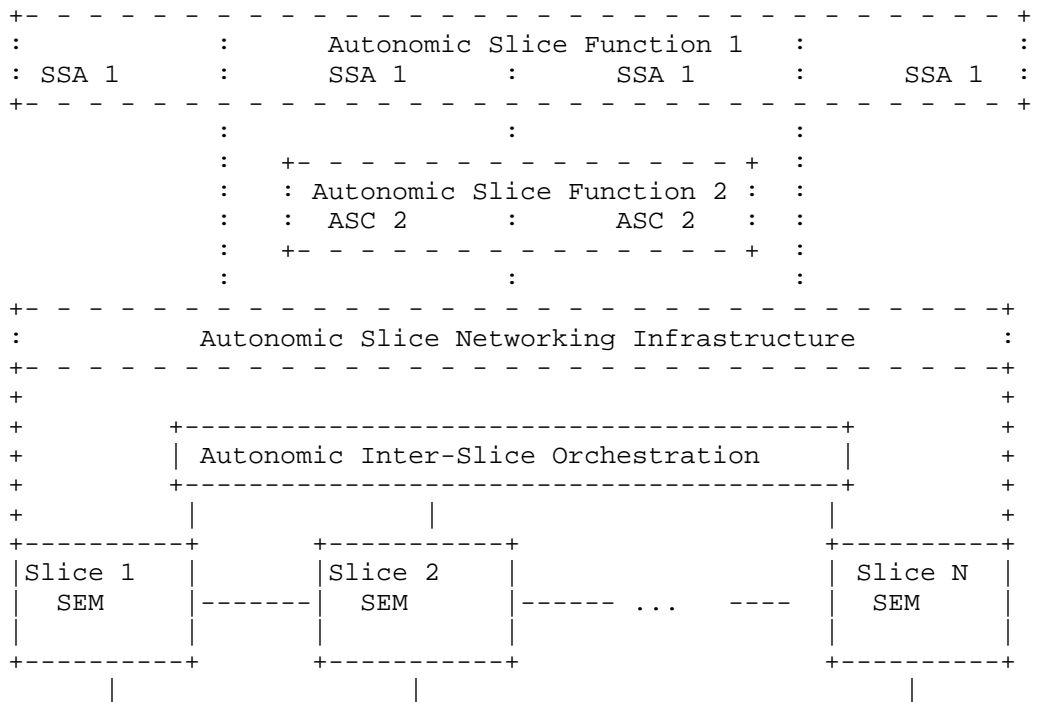 Autonomic Slice Function 1
SSA 1 SSA 1 SSA 1 SSA 1
Autonomic Slice Function 2
ASC 2 ASC 2
Autonomic Slice Networking Infrastructure
Autonomic Inter-Slice Orchestration
Slice 1 Slice 2 Slice N
SEM SEM ... SEM